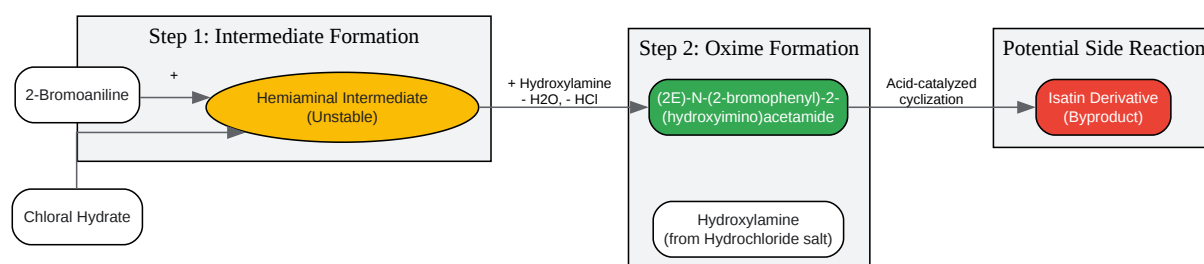 Step 1: Intermediate Formation
2-Bromoaniline
+
Hemiaminal Intermediate
(Unstable)
Chloral Hydrate
+ Hydroxylamine
- H2O, - HCl
Step 2: Oxime Formation
(2E)-N-(2-bromophenyl)-2-
(hydroxyimino)acetamide
Hydroxylamine
(from Hydrochloride salt)
Acid-catalyzed
cyclization
Potential Side Reaction
Isatin Derivative
(Byproduct)